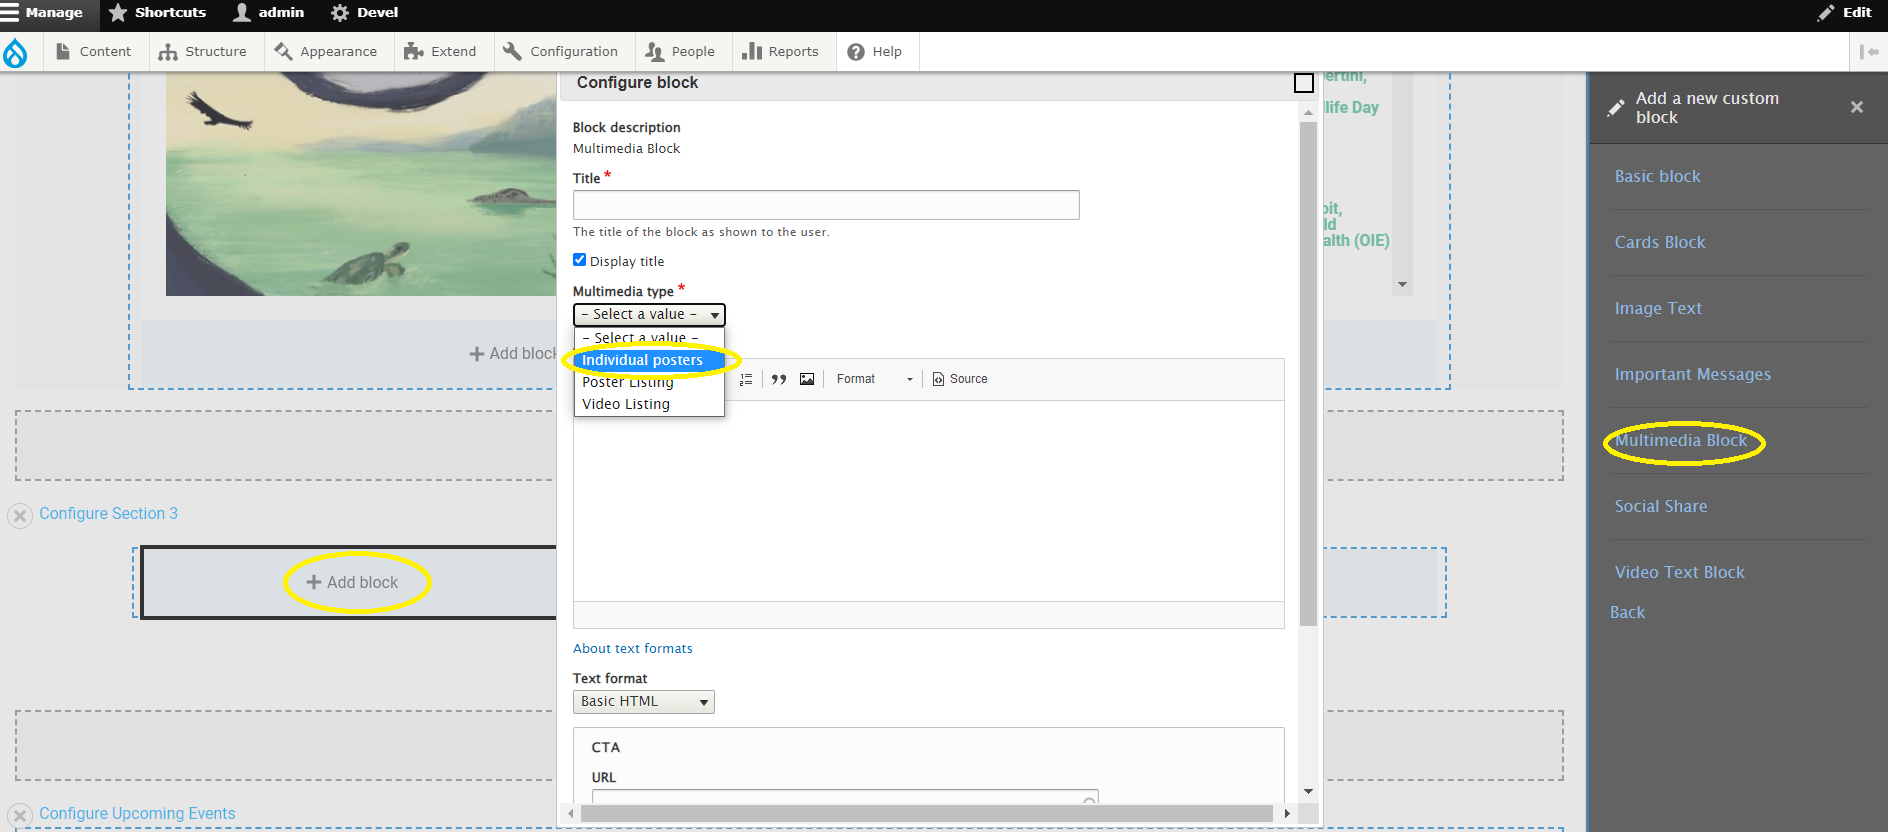 Manage
Shortcuts
admin
Devel
Edit
Content
Structure
Appearance
Extend
Configuration
People
Reports
Help
Configure block
Block description
Multimedia Block
Title *
The title of the block as shown to the user.
Display title
Multimedia type *
- Select a value -
- Select a value -
Individual posters
Poster Listing
Video Listing
Format
Source
About text formats
Text format
Basic HTML
CTA
URL
llife Day
alth (OIE)
+ Add block
Configure Section 3
+ Add block
Configure Upcoming Events
Add a new custom
block
Basic block
Cards Block
Image Text
Important Messages
Multimedia Block
Social Share
Video Text Block
Back